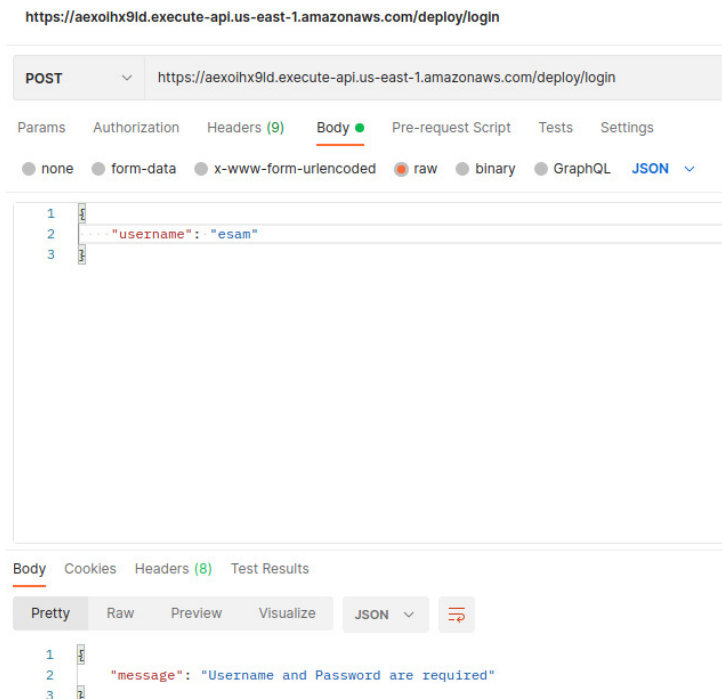 https://aexoihx9ld.execute-api.us-east-1.amazonaws.com/deploy/login
POST https://aexoihx9ld.execute-api.us-east-1.amazonaws.com/deploy/login
Params Authorization Headers (9) Body Pre-request Script Tests Settings
none form-data x-www-form-urlencoded raw binary GraphQL JSON
1 {
2 "username": "esam"
3 }
Body Cookies Headers (8) Test Results
Pretty Raw Preview Visualize JSON
1 {
2 "message": "Username and Password are required"
3 }